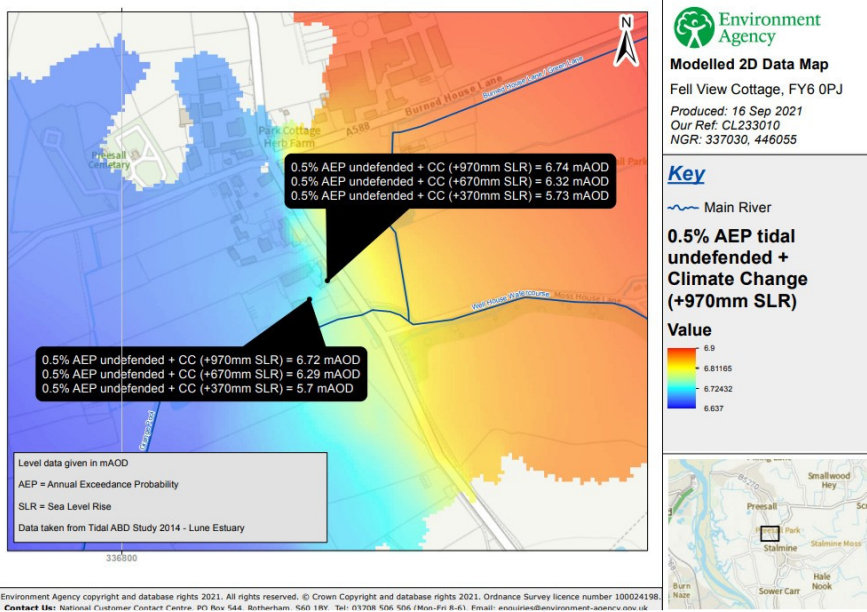 N
Burned House Lane / Green Lane
Burned House Lane
A588
Park Cottage
Herb Farm
Preesall
Cemetary
0.5% AEP undefended + CC (+970mm SLR) = 6.74 mAOD
0.5% AEP undefended + CC (+670mm SLR) = 6.32 mAOD
0.5% AEP undefended + CC (+370mm SLR) = 5.73 mAOD
Park
Well House Watercourse
Moss House Lane
0.5% AEP undefended + CC (+970mm SLR) = 6.72 mAOD
0.5% AEP undefended + CC (+670mm SLR) = 6.29 mAOD
0.5% AEP undefended + CC (+370mm SLR) = 5.7 mAOD
Level data given in mAOD
AEP = Annual Exceedance Probability
SLR = Sea Level Rise
Data taken from Tidal ABD Study 2014 - Lune Estuary
336800
Environment
Agency
Modelled 2D Data Map
Fell View Cottage, FY6 0PJ
Produced: 16 Sep 2021
Our Ref: CL233010
NGR: 337030, 446055
Key
Main River
0.5% AEP tidal
undefended +
Climate Change
(+970mm SLR)
Value
6.9
6.81165
6.72432
6.637
B5270
Smallwood
Hey
Preesall
Preesall Park
Stalmine
Stalmine Moss
Burn
Naze
Hale
Nook
Sower Carr
Environment Agency copyright and database rights 2021. All rights reserved. © Crown Copyright and database rights 2021. Ordnance Survey licence number 100024198.
Contact Us: National Customer Contact Centre, PO Box 544, Rotherham, S60 1BY. Tel: 03708 506 506 (Mon-Fri 8-6). Email: enquiries@environment-agency.gov.uk